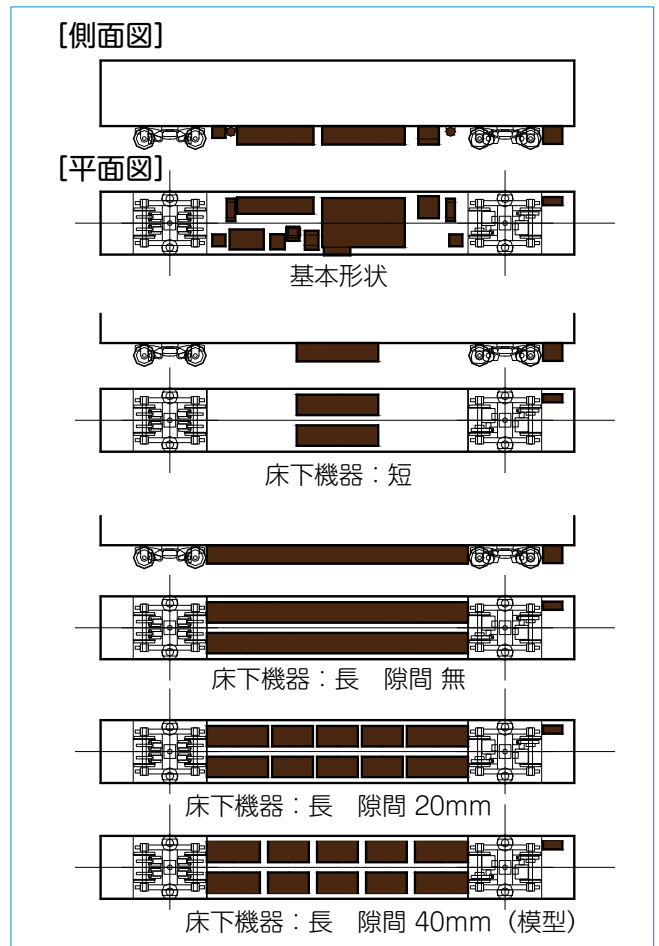 [側面図]
[平面図]
基本形状
床下機器：短
床下機器：長　隙間 無
床下機器：長　隙間 20mm
床下機器：長　隙間 40mm（模型）